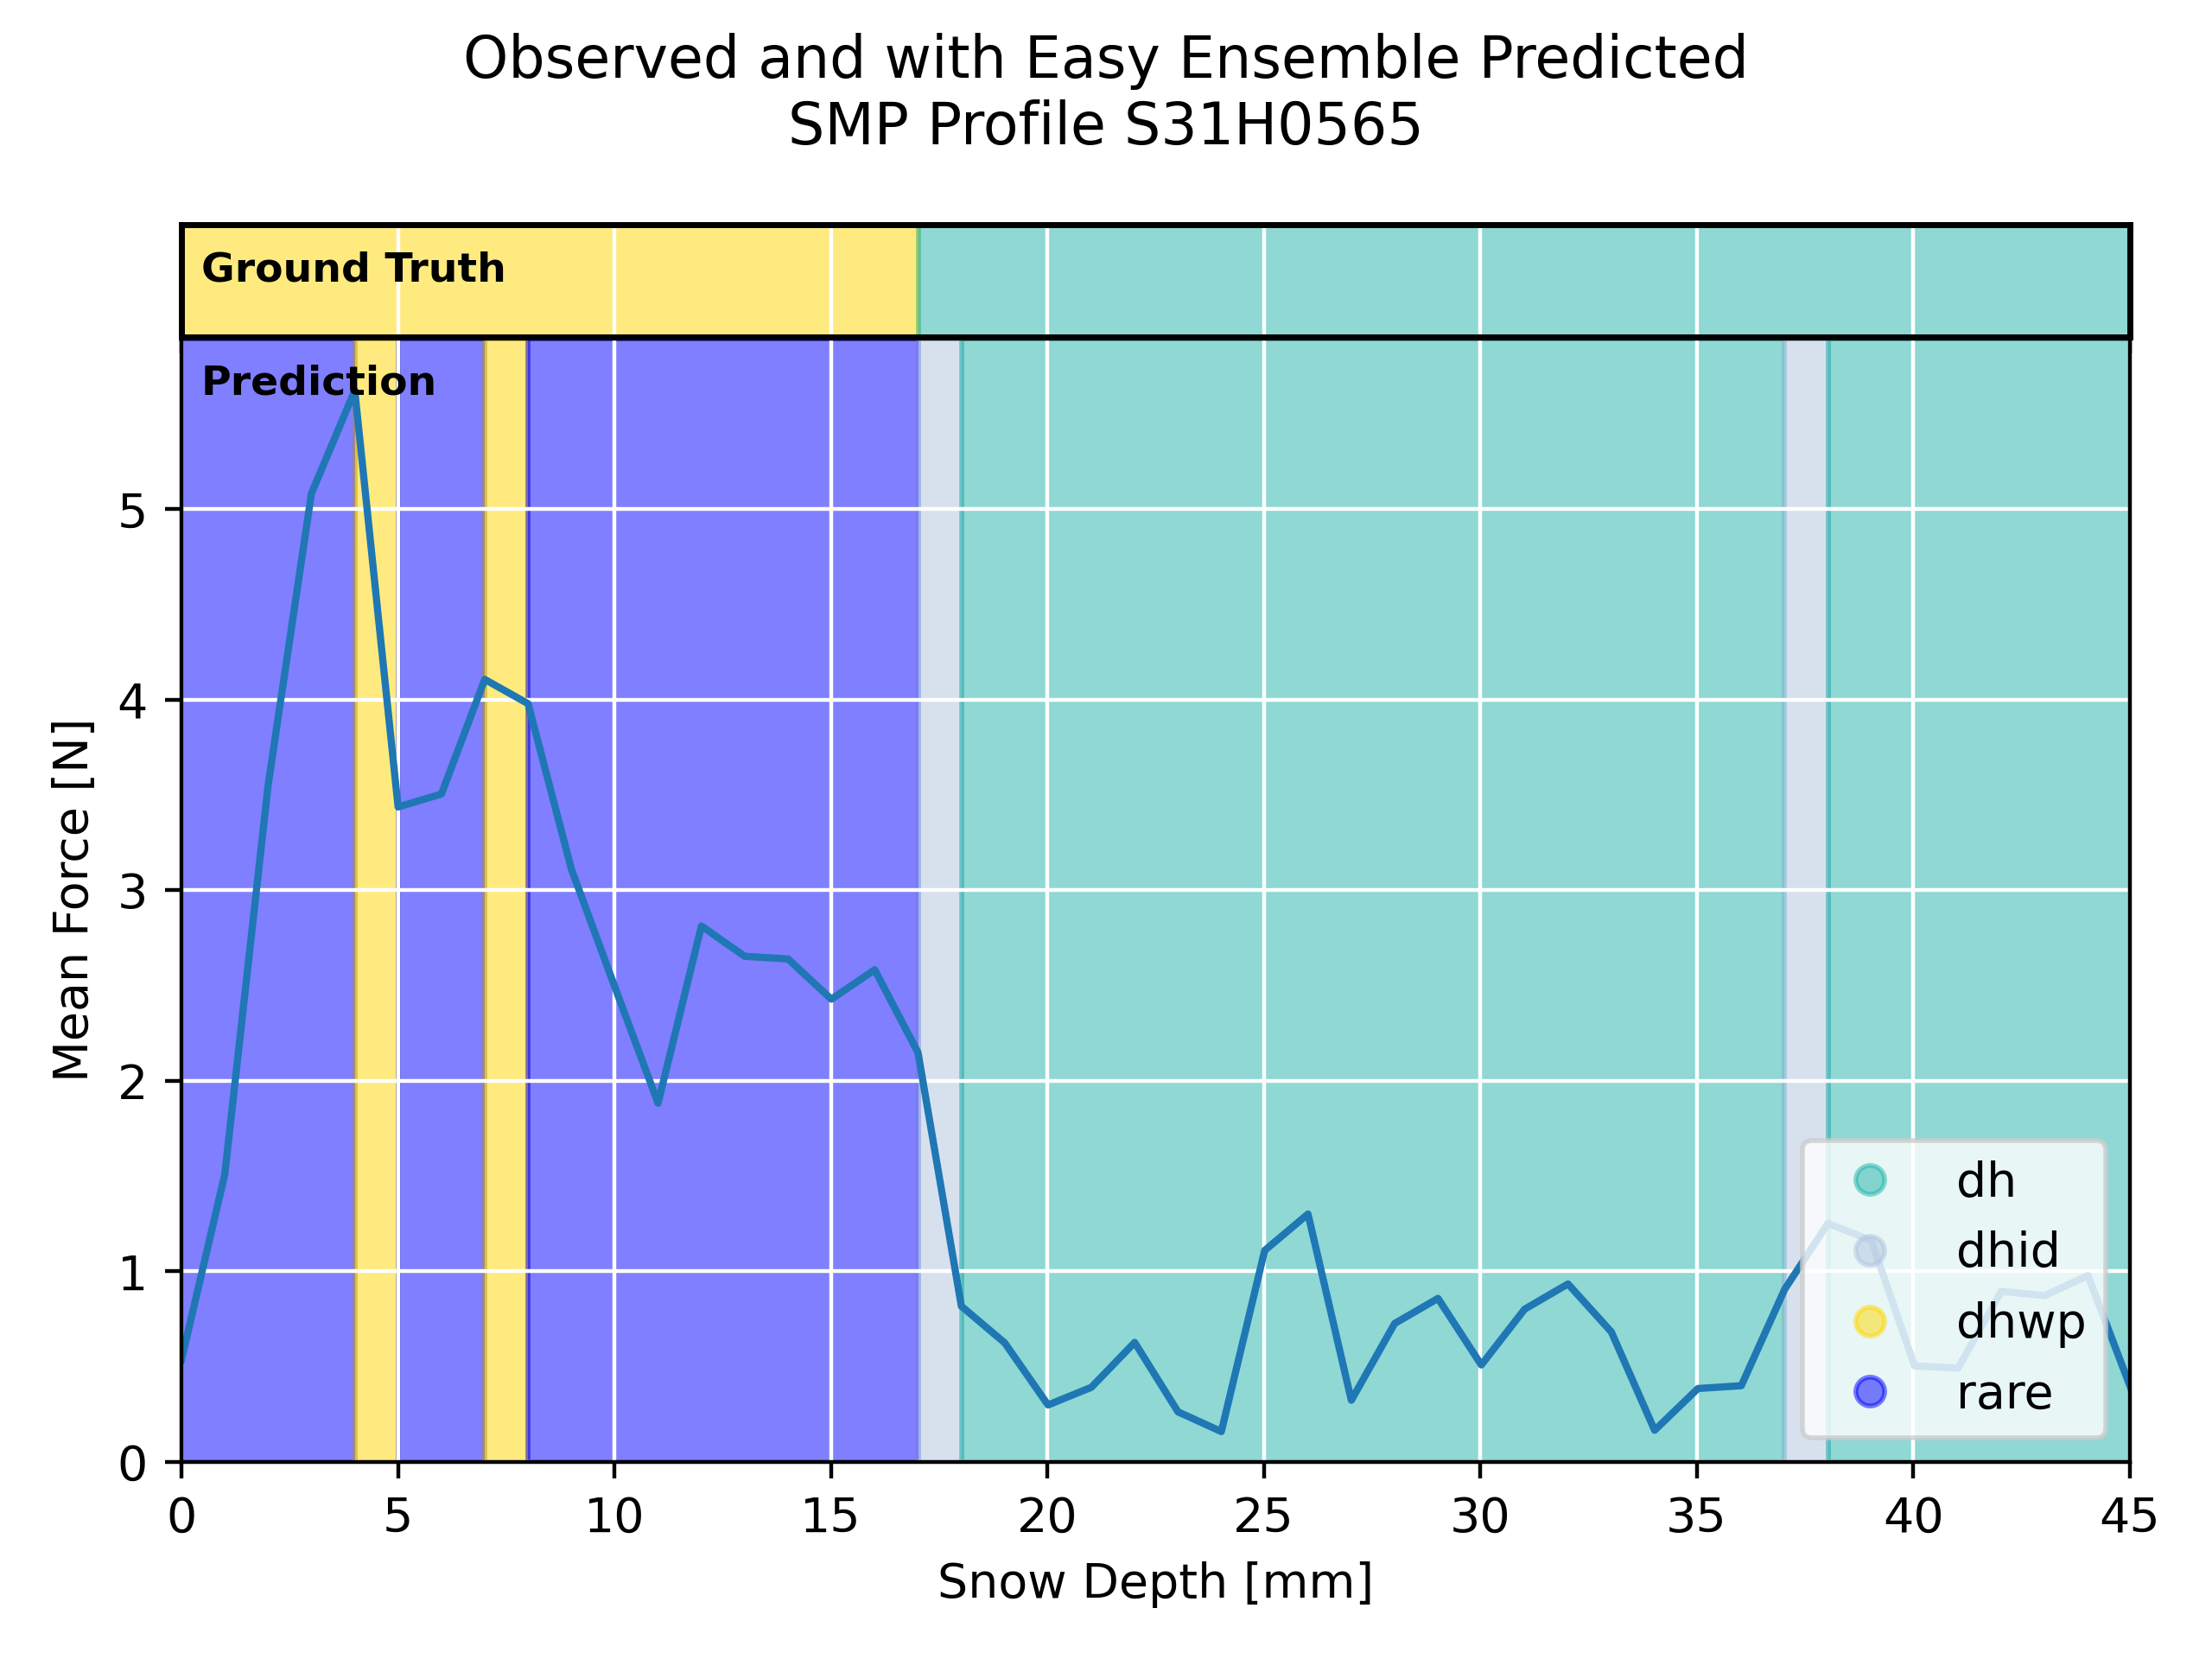 Observed and with Easy Ensemble Predicted
SMP Profile S31H0565
Ground Truth
Prediction
5
4
3
2
1
0
Mean Force [N]
dh
dhid
dhwp
rare
0 5 10 15 20 25 30 35 40 45
Snow Depth [mm]